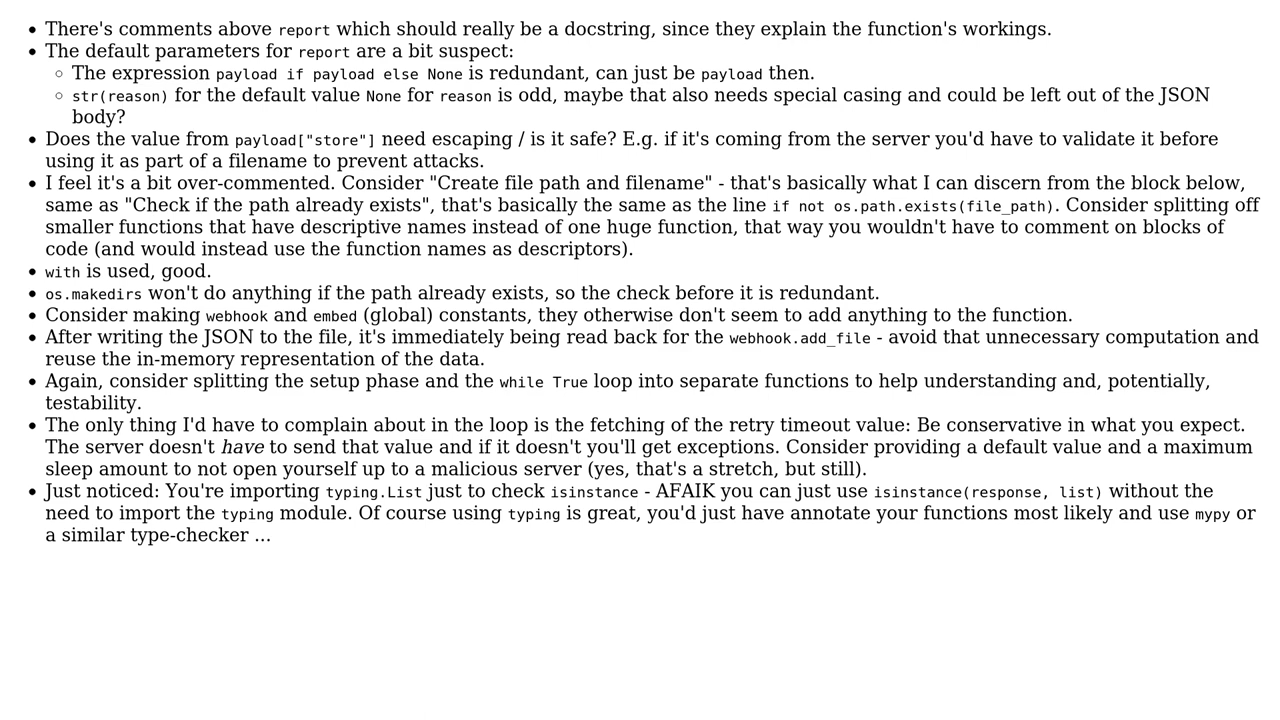 • There's comments above report which should really be a docstring, since they explain the function's workings.
• The default parameters for report are a bit suspect:
◦ The expression payload if payload else None is redundant, can just be payload then.
◦ str(reason) for the default value None for reason is odd, maybe that also needs special casing and could be left out of the JSON
body?
• Does the value from payload["store"] need escaping / is it safe? E.g. if it's coming from the server you'd have to validate it before
using it as part of a filename to prevent attacks.
• I feel it's a bit over-commented. Consider "Create file path and filename" - that's basically what I can discern from the block below,
same as "Check if the path already exists", that's basically the same as the line if not os.path.exists(file_path). Consider splitting off
smaller functions that have descriptive names instead of one huge function, that way you wouldn't have to comment on blocks of
code (and would instead use the function names as descriptors).
• with is used, good.
• os.makedirs won't do anything if the path already exists, so the check before it is redundant.
• Consider making webhook and embed (global) constants, they otherwise don't seem to add anything to the function.
• After writing the JSON to the file, it's immediately being read back for the webhook.add_file - avoid that unnecessary computation and
reuse the in-memory representation of the data.
• Again, consider splitting the setup phase and the while True loop into separate functions to help understanding and, potentially,
testability.
• The only thing I'd have to complain about in the loop is the fetching of the retry timeout value: Be conservative in what you expect.
The server doesn't have to send that value and if it doesn't you'll get exceptions. Consider providing a default value and a maximum
sleep amount to not open yourself up to a malicious server (yes, that's a stretch, but still).
• Just noticed: You're importing typing.List just to check isinstance - AFAIK you can just use isinstance(response, list) without the
need to import the typing module. Of course using typing is great, you'd just have annotate your functions most likely and use mypy or
a similar type-checker ...